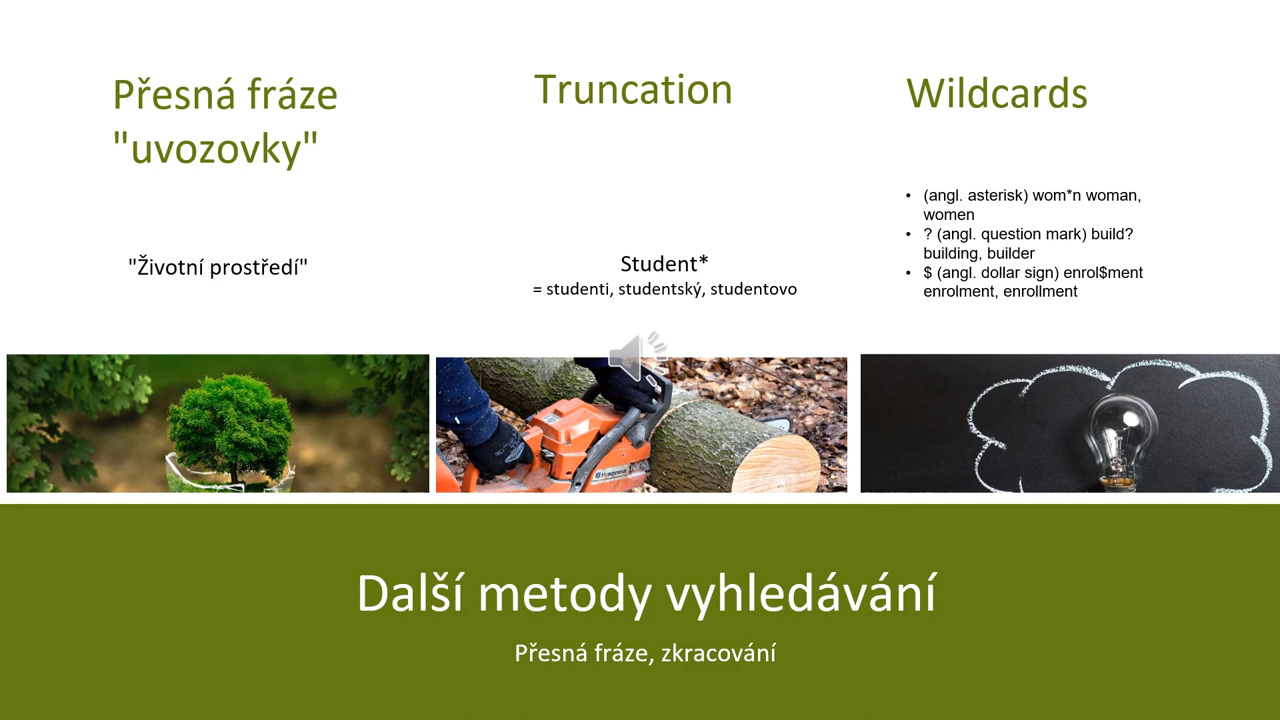 Přesná fráze
"uvozovky"
"Životní prostředí"
Truncation
Student*
= studenti, studentský, studentovo
Wildcards
• (angl. asterisk) wom*n woman,
women
• ? (angl. question mark) build?
building, builder
• $ (angl. dollar sign) enrol$ment
enrolment, enrollment
Další metody vyhledávání
Přesná fráze, zkracování